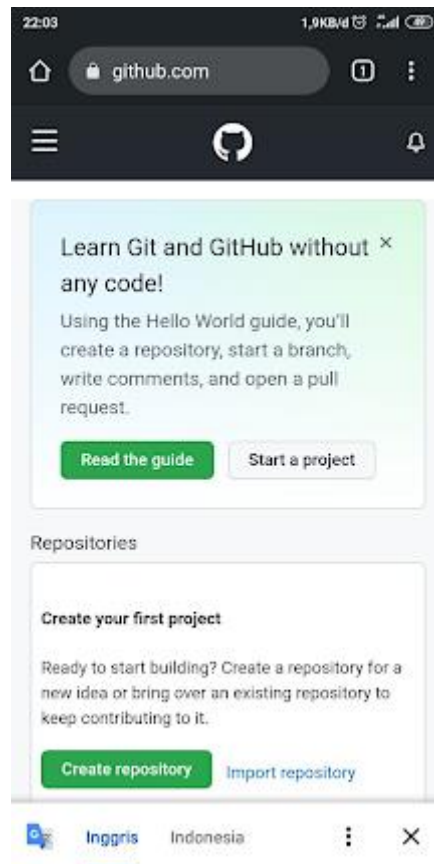 22:03 1,9KB/d
github.com 1
Learn Git and GitHub without
any code!
Using the Hello World guide, you'll
create a repository, start a branch,
write comments, and open a pull
request.
Read the guide Start a project
Repositories
Create your first project
Ready to start building? Create a repository for a
new idea or bring over an existing repository to
keep contributing to it.
Create repository Import repository
Inggris Indonesia